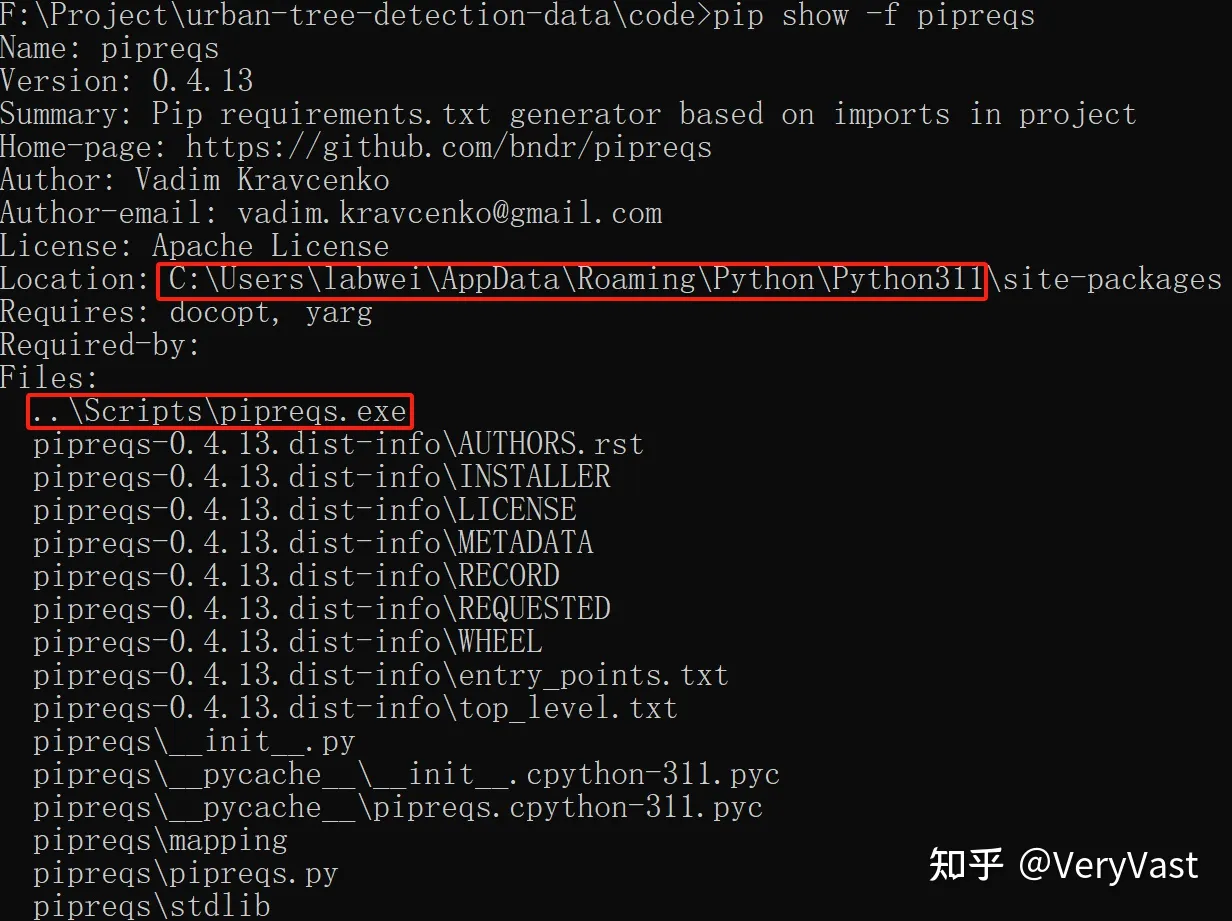 F:\Project\urban-tree-detection-data\code>pip show -f pipreqs
Name: pipreqs
Version: 0.4.13
Summary: Pip requirements.txt generator based on imports in project
Home-page: https://github.com/bndr/pipreqs
Author: Vadim Kravcenko
Author-email: vadim.kravcenko@gmail.com
License: Apache License
Location: C:\Users\labwei\AppData\Roaming\Python\Python311\site-packages
Requires: docopt, yarg
Required-by:
Files:
  ..\Scripts\pipreqs.exe
  pipreqs-0.4.13.dist-info\AUTHORS.rst
  pipreqs-0.4.13.dist-info\INSTALLER
  pipreqs-0.4.13.dist-info\LICENSE
  pipreqs-0.4.13.dist-info\METADATA
  pipreqs-0.4.13.dist-info\RECORD
  pipreqs-0.4.13.dist-info\REQUESTED
  pipreqs-0.4.13.dist-info\WHEEL
  pipreqs-0.4.13.dist-info\entry_points.txt
  pipreqs-0.4.13.dist-info\top_level.txt
  pipreqs\__init__.py
  pipreqs\__pycache__\__init__.cpython-311.pyc
  pipreqs\__pycache__\pipreqs.cpython-311.pyc
  pipreqs\mapping
  pipreqs\pipreqs.py
  pipreqs\stdlib
知乎 @VeryVast